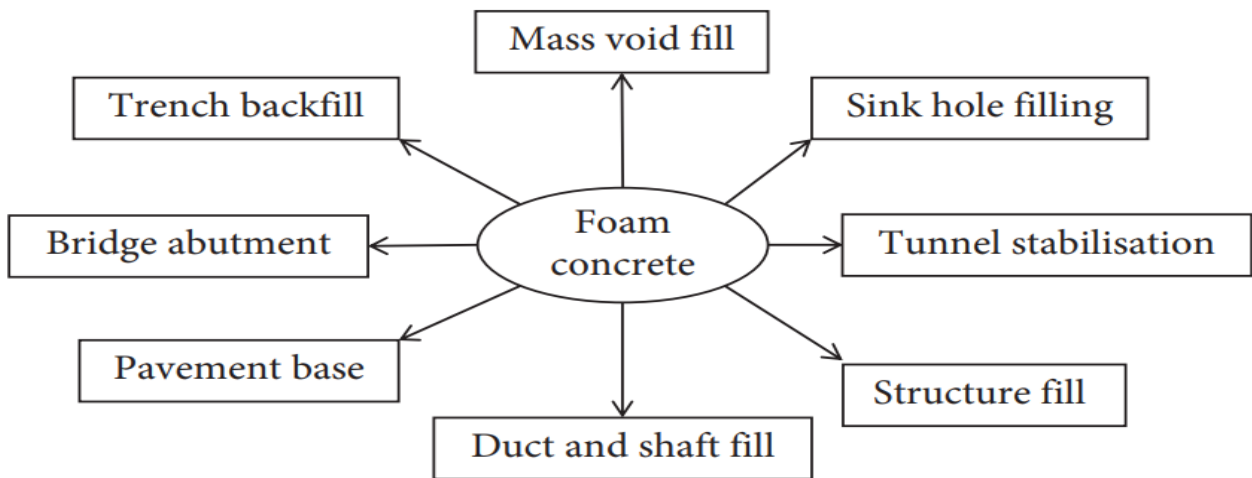 Mass void fill
Trench backfill
Sink hole filling
Bridge abutment
Foam
concrete
Tunnel stabilisation
Pavement base
Structure fill
Duct and shaft fill